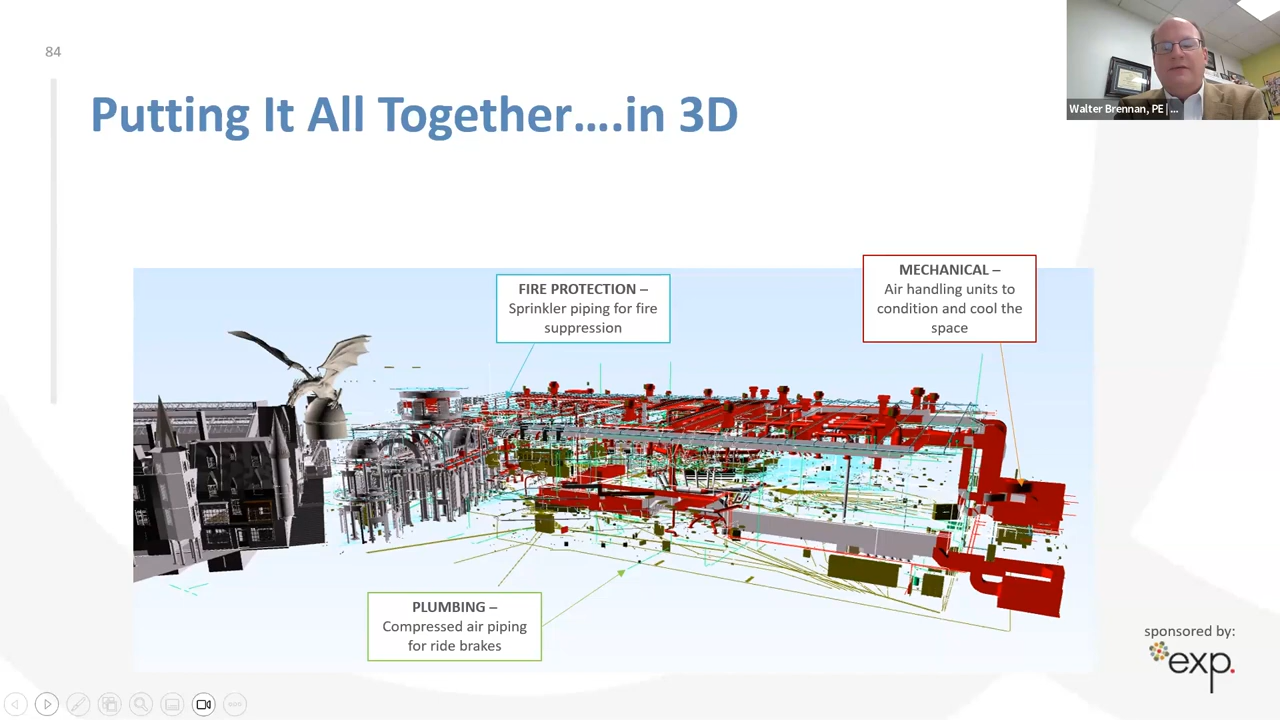 84
Putting It All Together....in 3D
Walter Brennan, PE | ...
FIRE PROTECTION –
Sprinkler piping for fire
suppression
MECHANICAL –
Air handling units to
condition and cool the
space
PLUMBING –
Compressed air piping
for ride brakes
sponsored by:
exp.